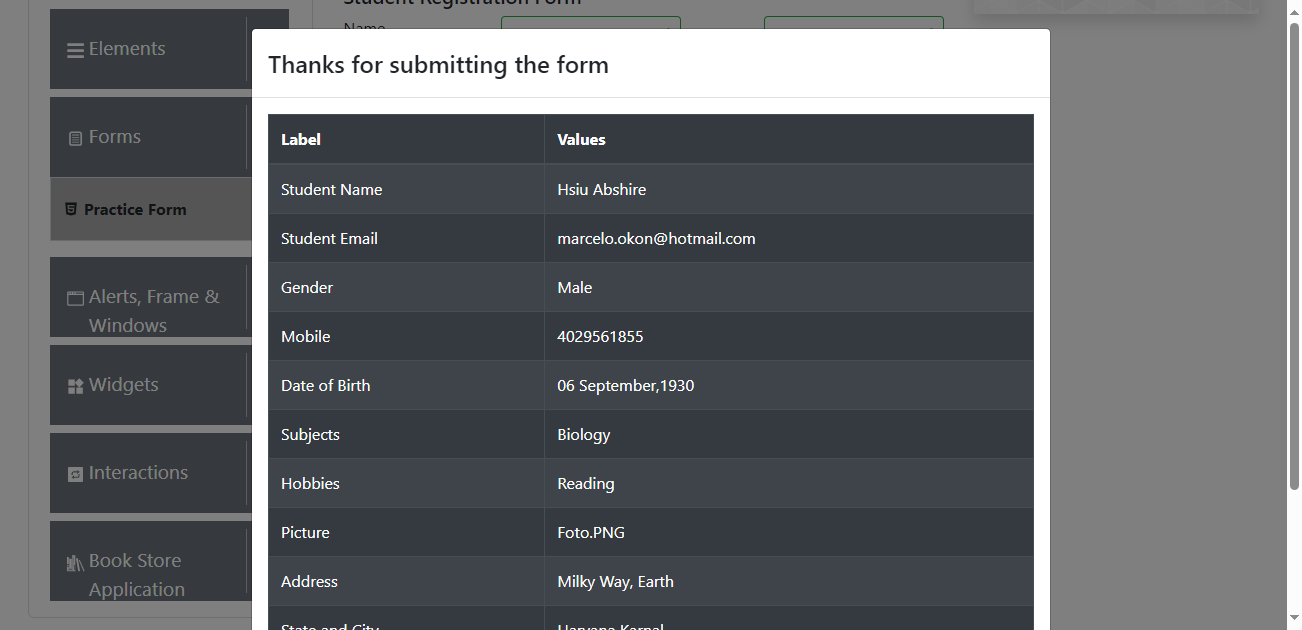 Student Registration Form
Name
Elements
Forms
Practice Form
Alerts, Frame &
Windows
Widgets
Interactions
Book Store
Application
Thanks for submitting the form
Label Values
Student Name Hsiu Abshire
Student Email marcelo.okon@hotmail.com
Gender Male
Mobile 4029561855
Date of Birth 06 September,1930
Subjects Biology
Hobbies Reading
Picture Foto.PNG
Address Milky Way, Earth
State and City Haryana Karnal